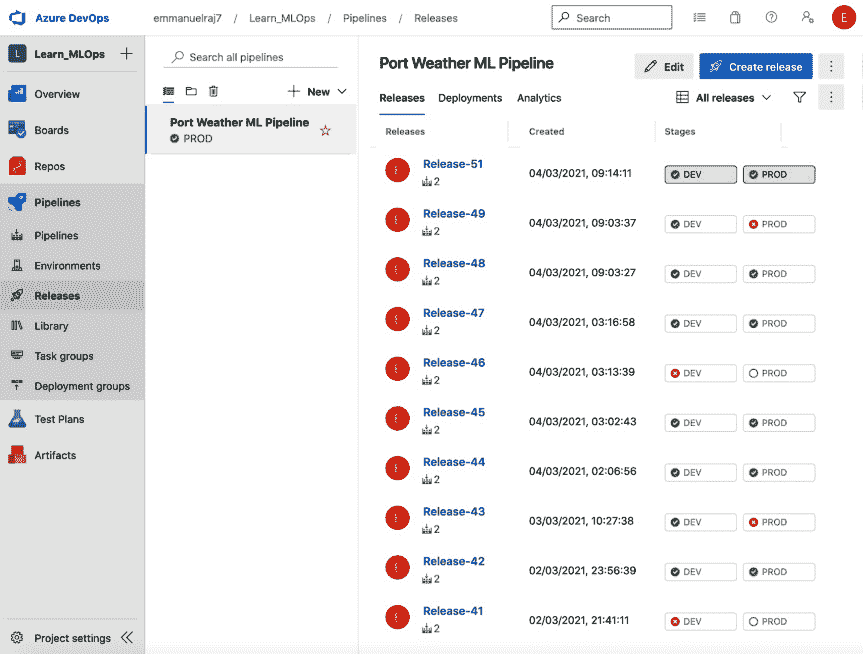 Azure DevOps
emmanuelraj7 / Learn_MLOps / Pipelines / Releases
Search
E
L Learn_MLOps
Overview
Boards
Repos
Pipelines
Pipelines
Environments
Releases
Library
Task groups
Deployment groups
Test Plans
Artifacts
Project settings
Search all pipelines
New
Port Weather ML Pipeline
PROD
Port Weather ML Pipeline
Edit
Create release
Releases Deployments Analytics
All releases
Releases Created Stages
Release-51
2
04/03/2021, 09:14:11
DEV PROD
Release-49
2
04/03/2021, 09:03:37
DEV PROD
Release-48
2
04/03/2021, 09:03:27
DEV PROD
Release-47
2
04/03/2021, 03:16:58
DEV PROD
Release-46
2
04/03/2021, 03:13:39
DEV PROD
Release-45
2
04/03/2021, 03:02:43
DEV PROD
Release-44
2
04/03/2021, 02:06:56
DEV PROD
Release-43
2
03/03/2021, 10:27:38
DEV PROD
Release-42
2
02/03/2021, 23:56:39
DEV PROD
Release-41
2
02/03/2021, 21:41:11
DEV PROD